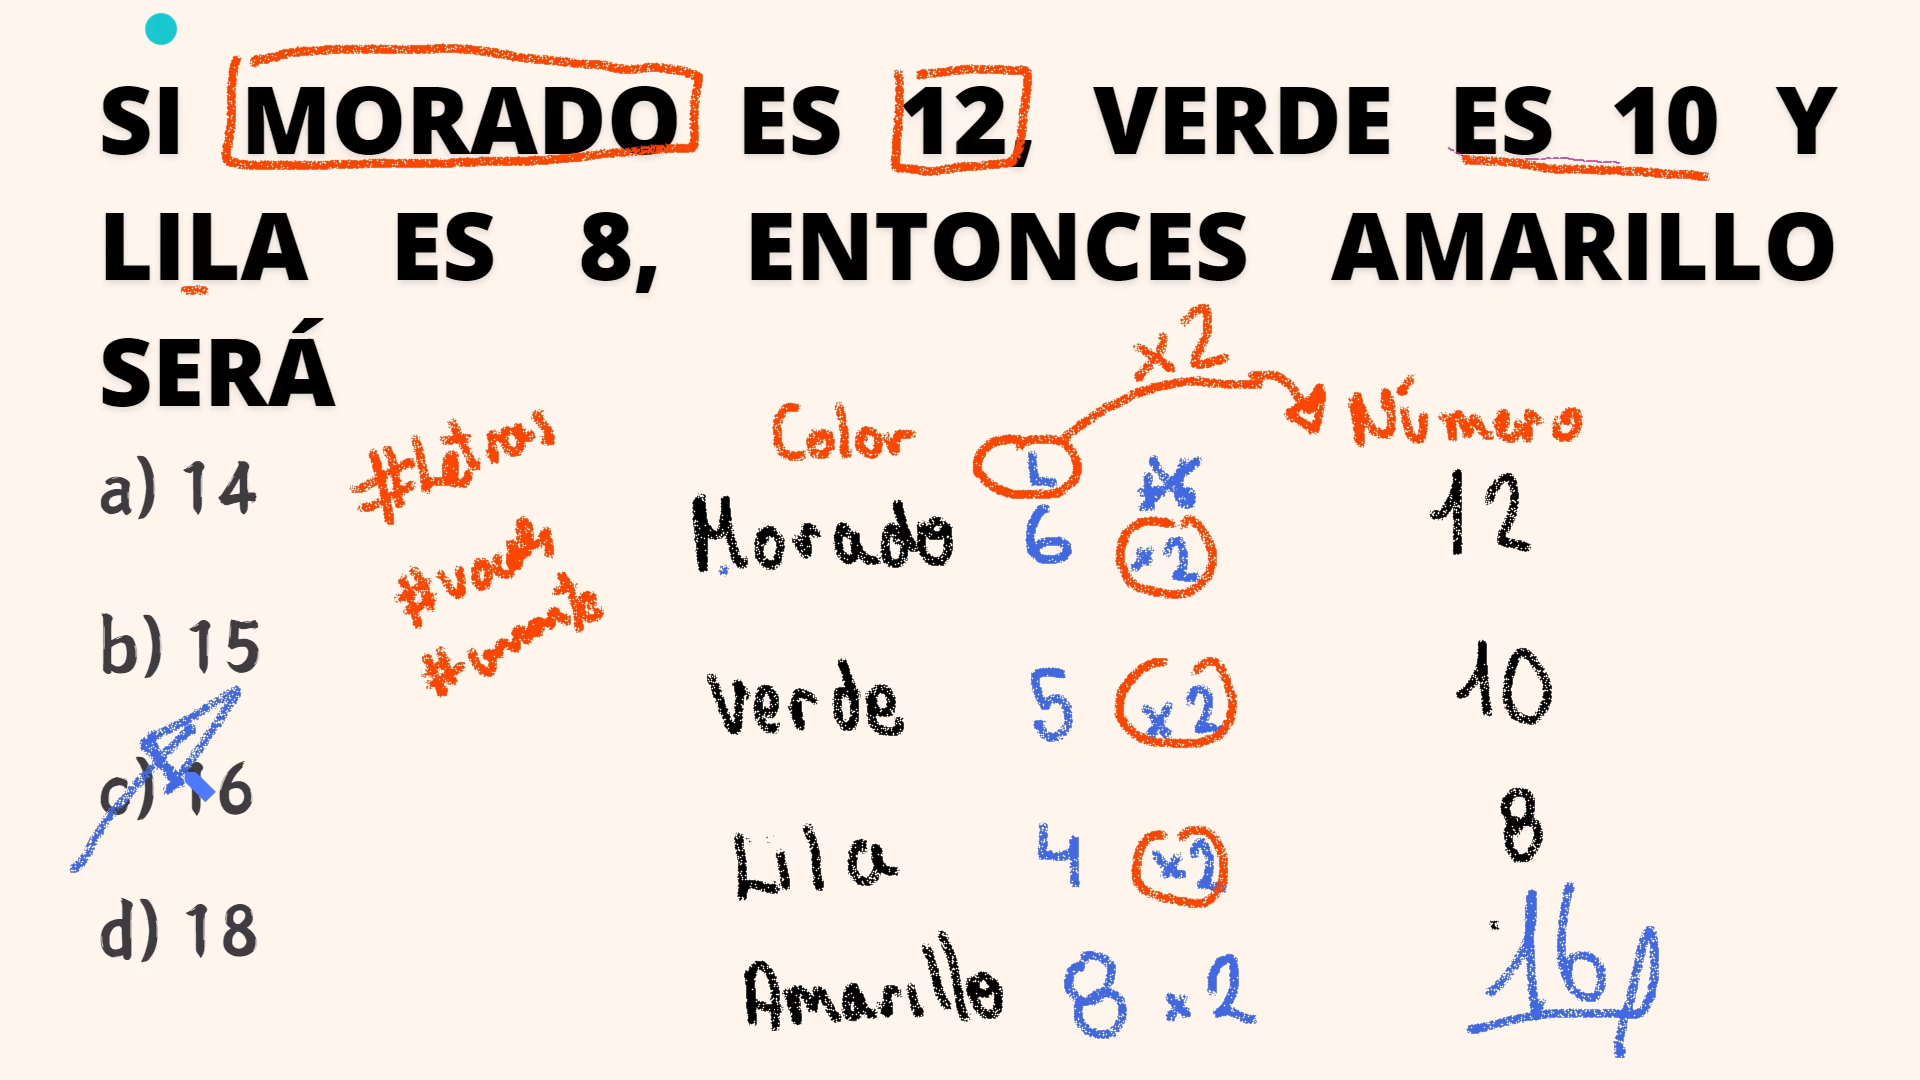 SI MORADO ES 12, VERDE ES 10 Y
LILA ES 8, ENTONCES AMARILLO
SERÁ
a) 14
b) 15
c) 16
d) 18
#Letras
#vocales
Color
L
x2
Número
Morado 6 x2 12
Verde 5 x2 10
Lila 4 x2 8
Amarillo 8 x2 16